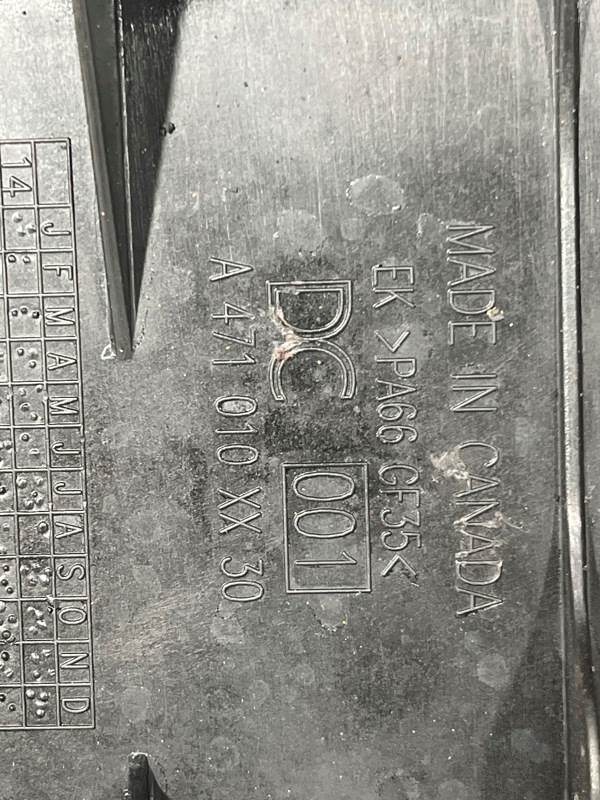 MADE IN CANADA
EK >PA66 GF35<
DC 001
A 471 010 XX 30
J F M A M J J A S O N D
14